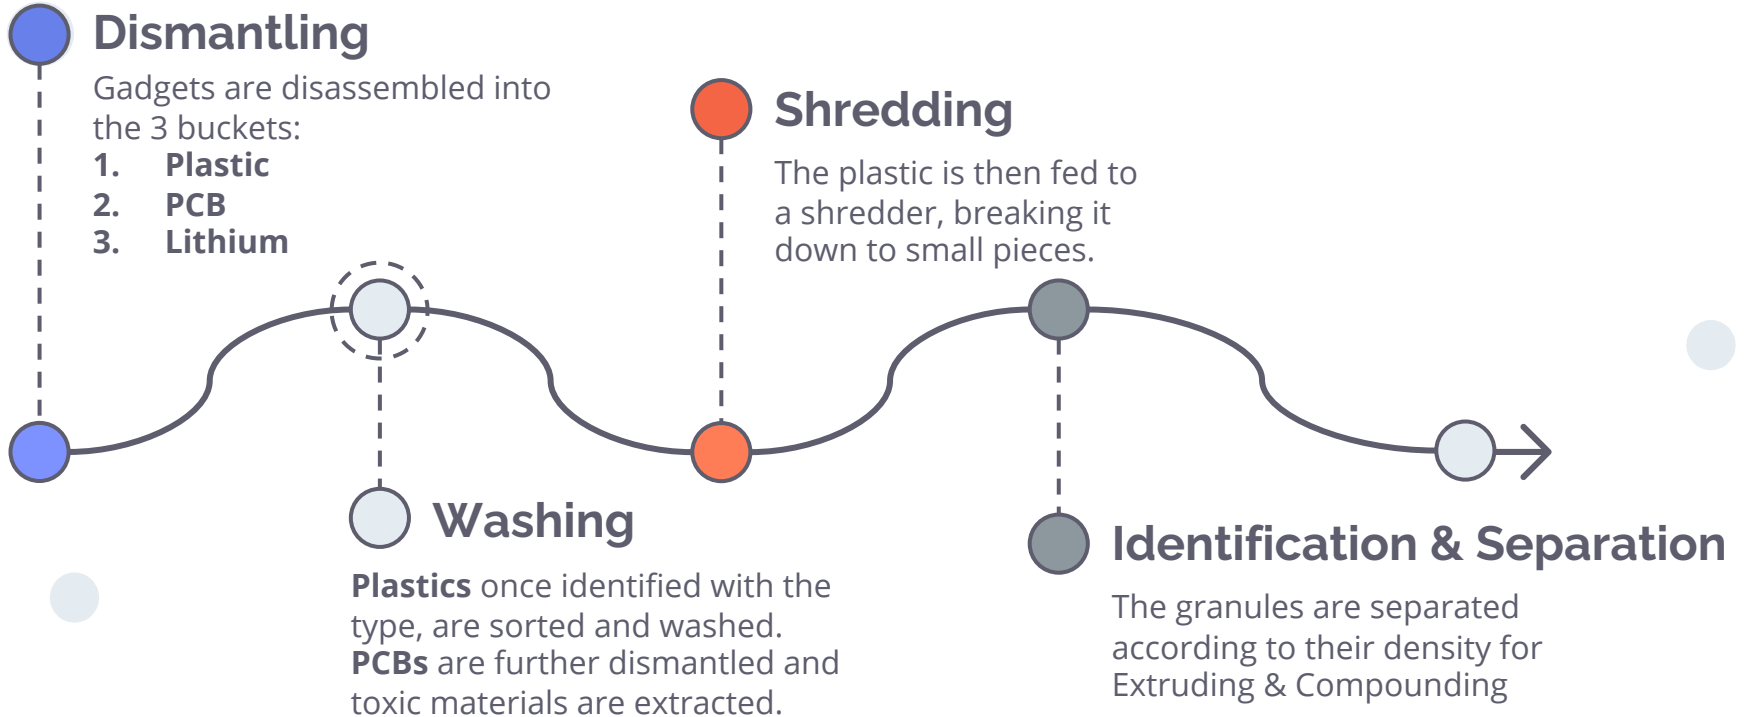 Dismantling
Gadgets are disassembled into
the 3 buckets:
1. Plastic
2. PCB
3. Lithium
Washing
Plastics once identified with the
type, are sorted and washed.
PCBs are further dismantled and
toxic materials are extracted.
Shredding
The plastic is then fed to
a shredder, breaking it
down to small pieces.
Identification & Separation
The granules are separated
according to their density for
Extruding & Compounding